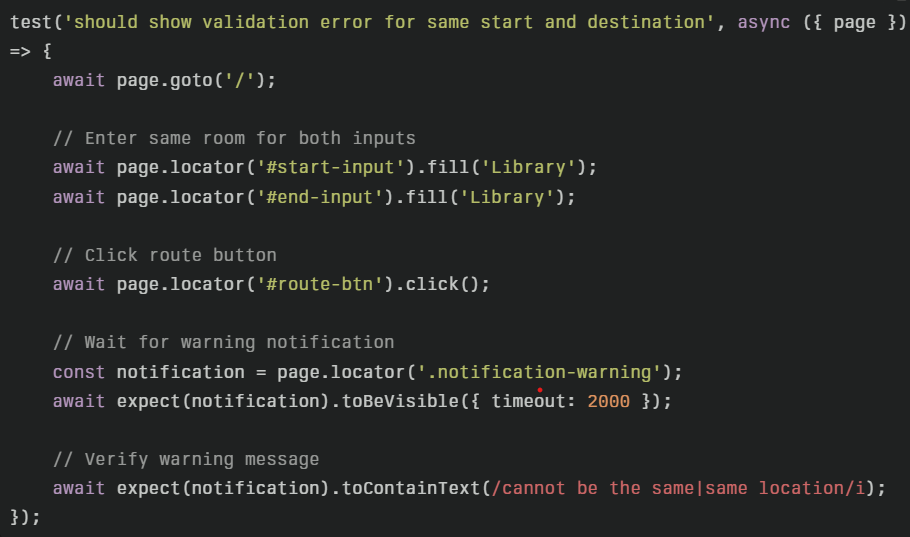 test('should show validation error for same start and destination', async ({ page })
=> {
    await page.goto('/');

    // Enter same room for both inputs
    await page.locator('#start-input').fill('Library');
    await page.locator('#end-input').fill('Library');

    // Click route button
    await page.locator('#route-btn').click();

    // Wait for warning notification
    const notification = page.locator('.notification-warning');
    await expect(notification).toBeVisible({ timeout: 2000 });

    // Verify warning message
    await expect(notification).toContainText(/cannot be the same|same location/i);
});